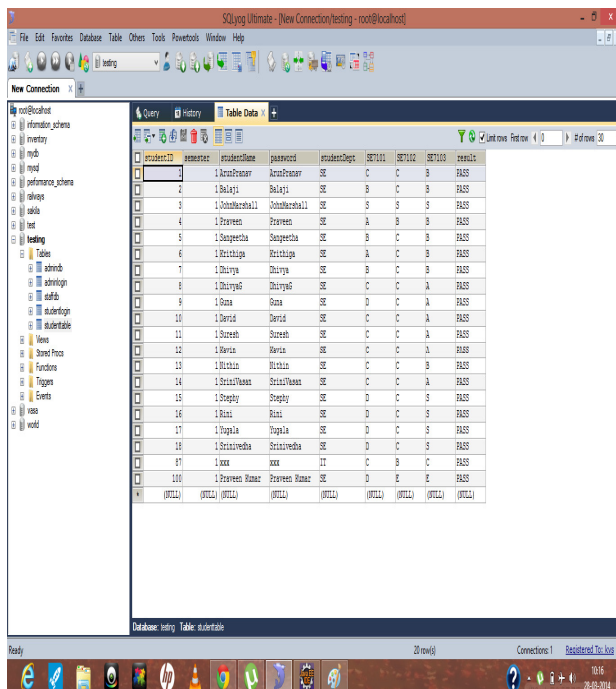 SQLyog Ultimate - [New Connection/testing - root@localhost]
File Edit Favorites Database Table Others Tools Powertools Window Help
testing
New Connection x +
root@localhost
information_schema
inventory
mydb
mysql
performance_schema
railways
sakila
test
testing
Tables
admindb
adminlogin
staffdb
studentlogin
studenttable
Views
Stored Procs
Functions
Triggers
Events
vasa
world
Query History Table Data × +
Limit rows First row 0 # of rows 30
studentID semester studentName password studentDept SE7101 SE7102 SE7103 result
1 1 ArunPranav ArunPranav SE C C B PASS
2 1 Balaji Balaji SE B C B PASS
3 1 JohnMarshall JohnMarshall SE S S S PASS
4 1 Praveen Praveen SE A B B PASS
5 1 Sangeetha Sangeetha SE B C B PASS
6 1 Krithiga Krithiga SE A C B PASS
7 1 Dhivya Dhivya SE B C B PASS
8 1 DhivyaG DhivyaG SE C C A PASS
9 1 Guna Guna SE D C A PASS
10 1 David David SE C C A PASS
11 1 Suresh Suresh SE C C A PASS
12 1 Kavin Kavin SE C C A PASS
13 1 Nithin Nithin SE C C B PASS
14 1 SriniVasan SriniVasan SE C C A PASS
15 1 Stephy Stephy SE D C S PASS
16 1 Rini Rini SE D C S PASS
17 1 Yugala Yugala SE D C S PASS
18 1 Srinivedha Srinivedha SE D C S PASS
87 1 xxx xxx IT C B C PASS
100 1 Praveen Kumar Praveen Kumar SE D E E PASS
* (NULL) (NULL) (NULL) (NULL) (NULL) (NULL) (NULL) (NULL) (NULL)
Database: testing Table: studenttable
Ready 20 row(s) Connections: 1 Registered To: kvs
10:16
28-08-2014